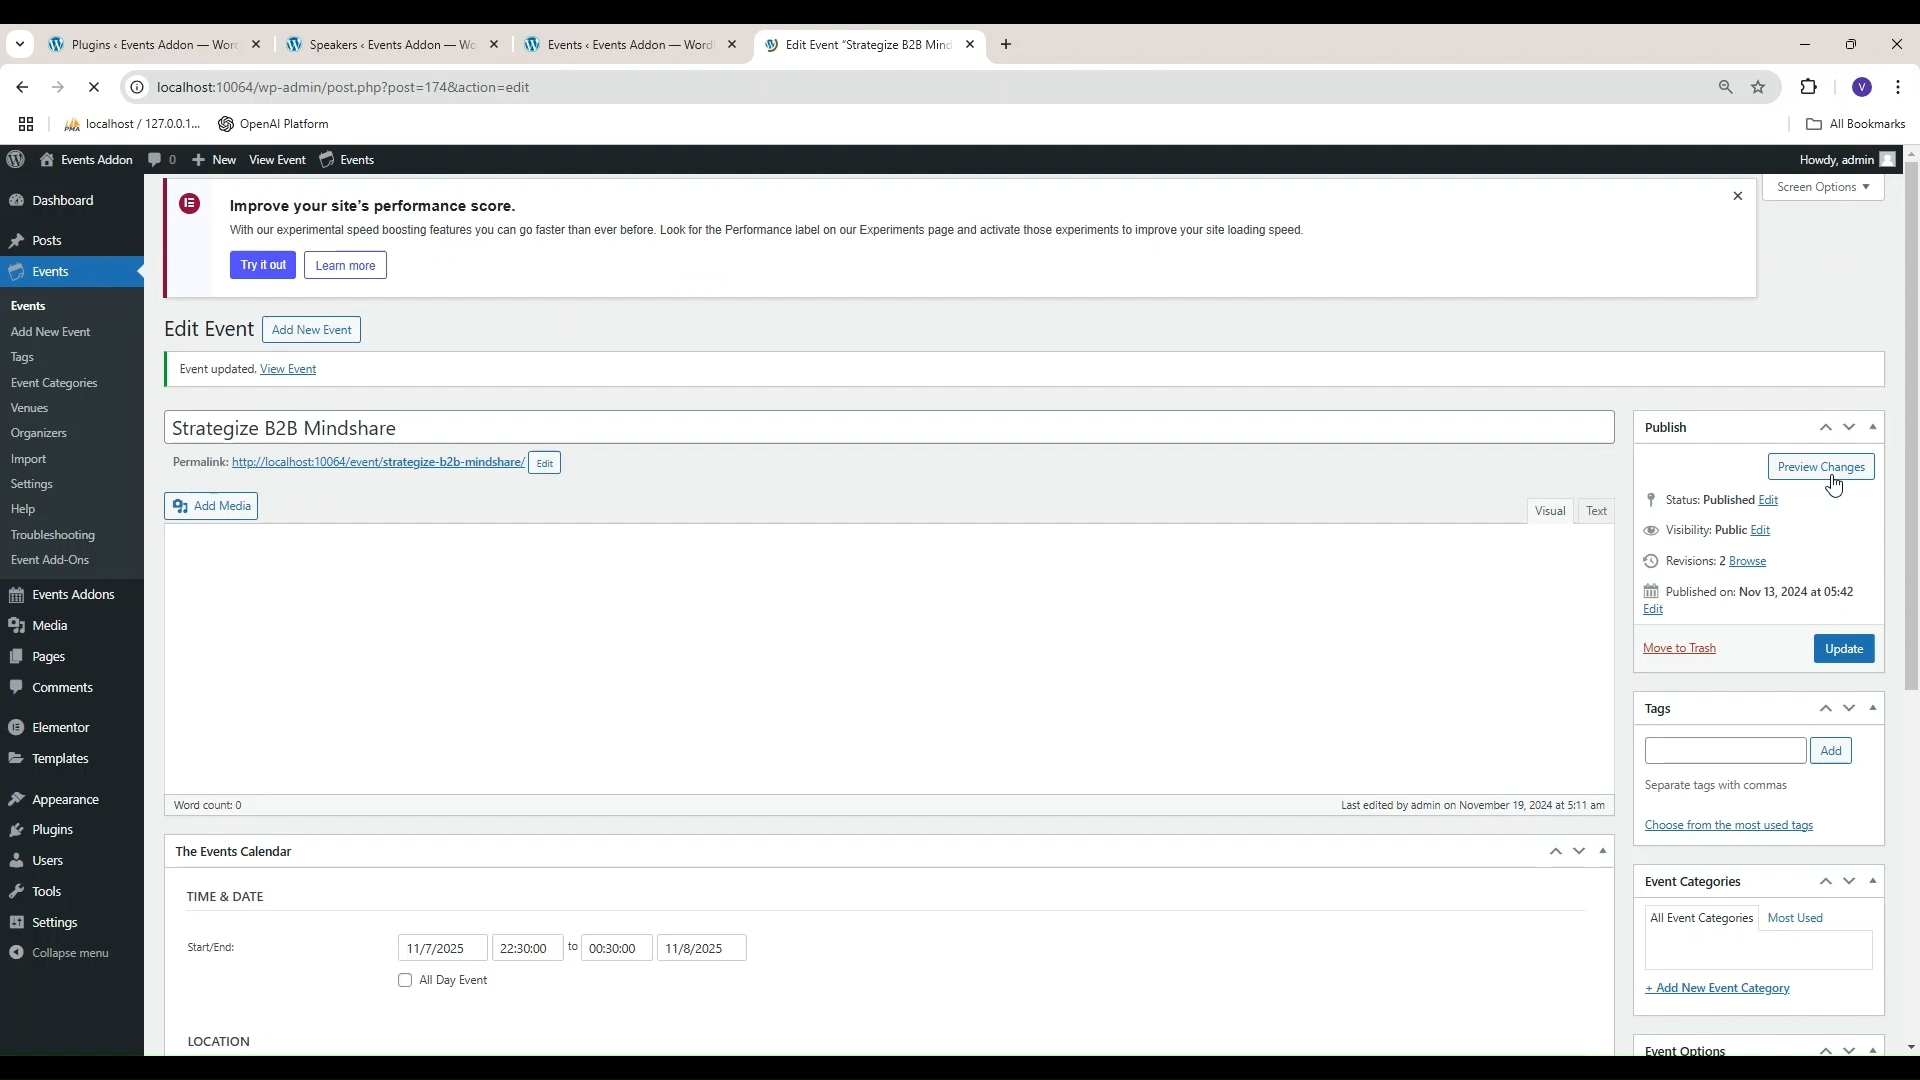 Plugins ‹ Events Addon — Worc
Speakers ‹ Events Addon — Wo
Events ‹ Events Addon — Word
Edit Event "Strategize B2B Mind
localhost:10064/wp-admin/post.php?post=174&action=edit
V
localhost / 127.0.0.1...
OpenAI Platform
All Bookmarks
Events Addon
0
New
View Event
Events
Howdy, admin
Screen Options
Dashboard
Posts
Events
Events
Add New Event
Tags
Event Categories
Venues
Organizers
Import
Settings
Help
Troubleshooting
Event Add-Ons
Events Addons
Media
Pages
Comments
Elementor
Templates
Appearance
Plugins
Users
Tools
Settings
Collapse menu
Improve your site's performance score.
With our experimental speed boosting features you can go faster than ever before. Look for the Performance label on our Experiments page and activate those experiments to improve your site loading speed.
Try it out
Learn more
Edit Event
Add New Event
Event updated. View Event
Strategize B2B Mindshare
Permalink: http://localhost:10064/event/strategize-b2b-mindshare/ Edit
Add Media
Visual
Text
Word count: 0
Last edited by admin on November 19, 2024 at 5:11 am
The Events Calendar
TIME & DATE
Start/End:
11/7/2025
22:30:00
to
00:30:00
11/8/2025
All Day Event
LOCATION
Publish
Preview Changes
Status: Published Edit
Visibility: Public Edit
Revisions: 2 Browse
Published on: Nov 13, 2024 at 05:42
Edit
Move to Trash
Update
Tags
Add
Separate tags with commas
Choose from the most used tags
Event Categories
All Event Categories
Most Used
+ Add New Event Category
Event Options